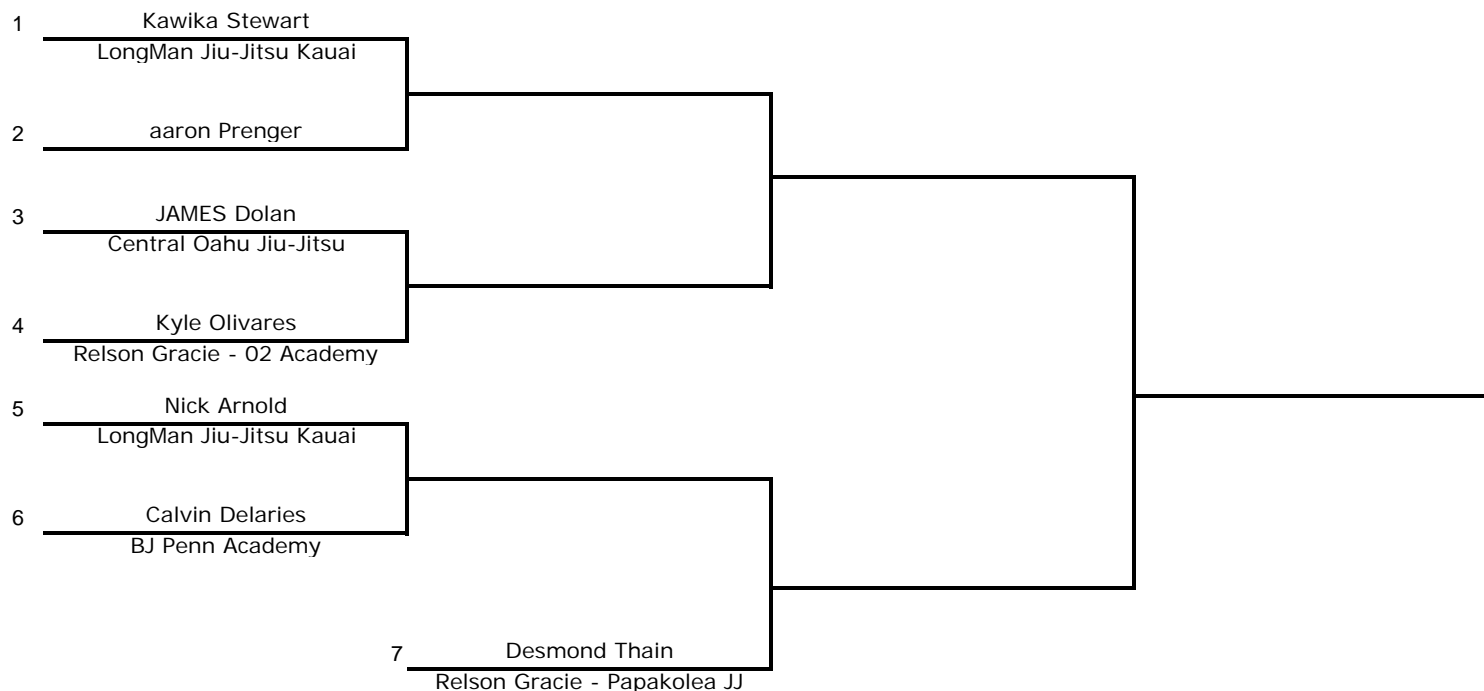 1 Kawika Stewart
LongMan Jiu-Jitsu Kauai
2 aaron Prenger
3 JAMES Dolan
Central Oahu Jiu-Jitsu
4 Kyle Olivares
Relson Gracie - 02 Academy
5 Nick Arnold
LongMan Jiu-Jitsu Kauai
6 Calvin Delaries
BJ Penn Academy
7 Desmond Thain
Relson Gracie - Papakolea JJ